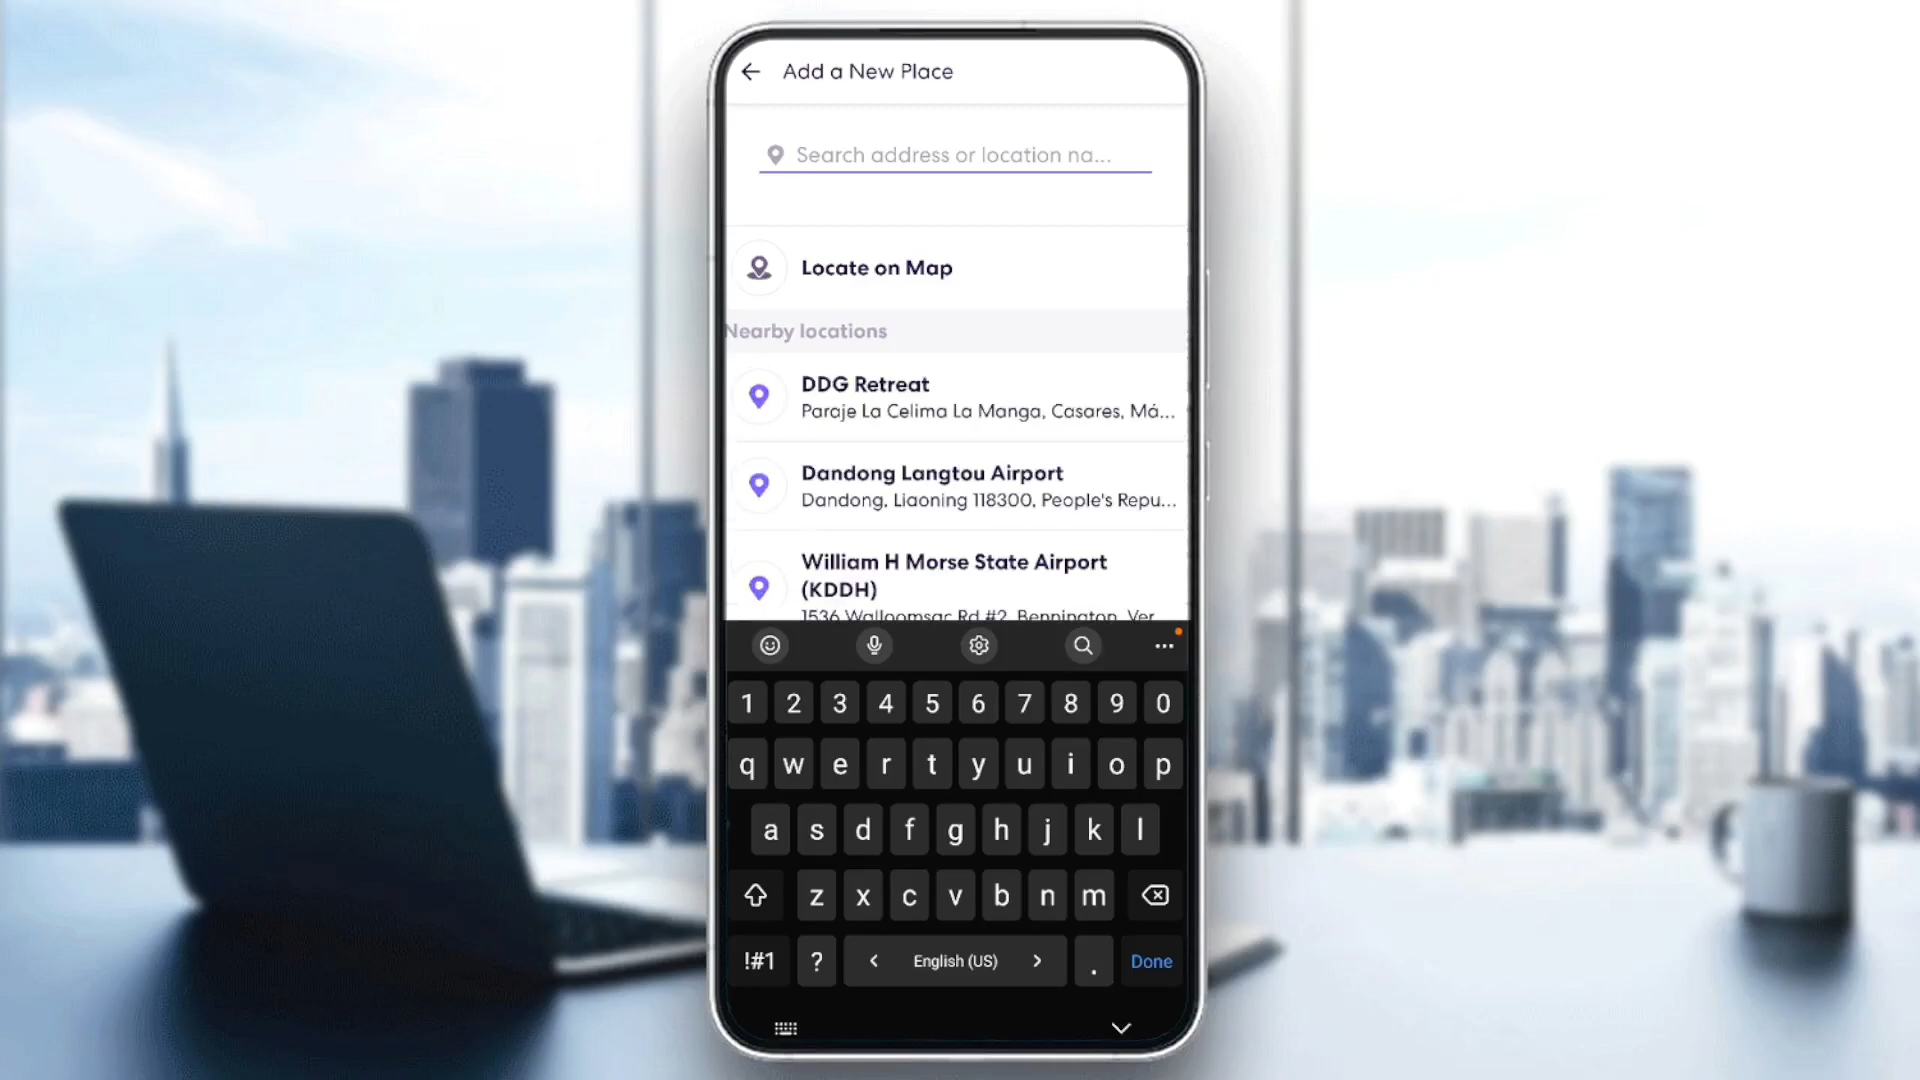 Add a New Place
Search address or location na...
Locate on Map
Nearby locations
DDG Retreat
Paraje La Celima La Manga, Casares, Má...
Dandong Langtou Airport
Dandong, Liaoning 118300, People's Repu...
William H Morse State Airport
(KDDH)
1536 Walloomsac Rd #2, Bennington, Ver
1 2 3 4 5 6 7 8 9 0
q w e r t y u i o p
a s d f g h j k l
z x c v b n m
!#1 ? < English (US) > . Done